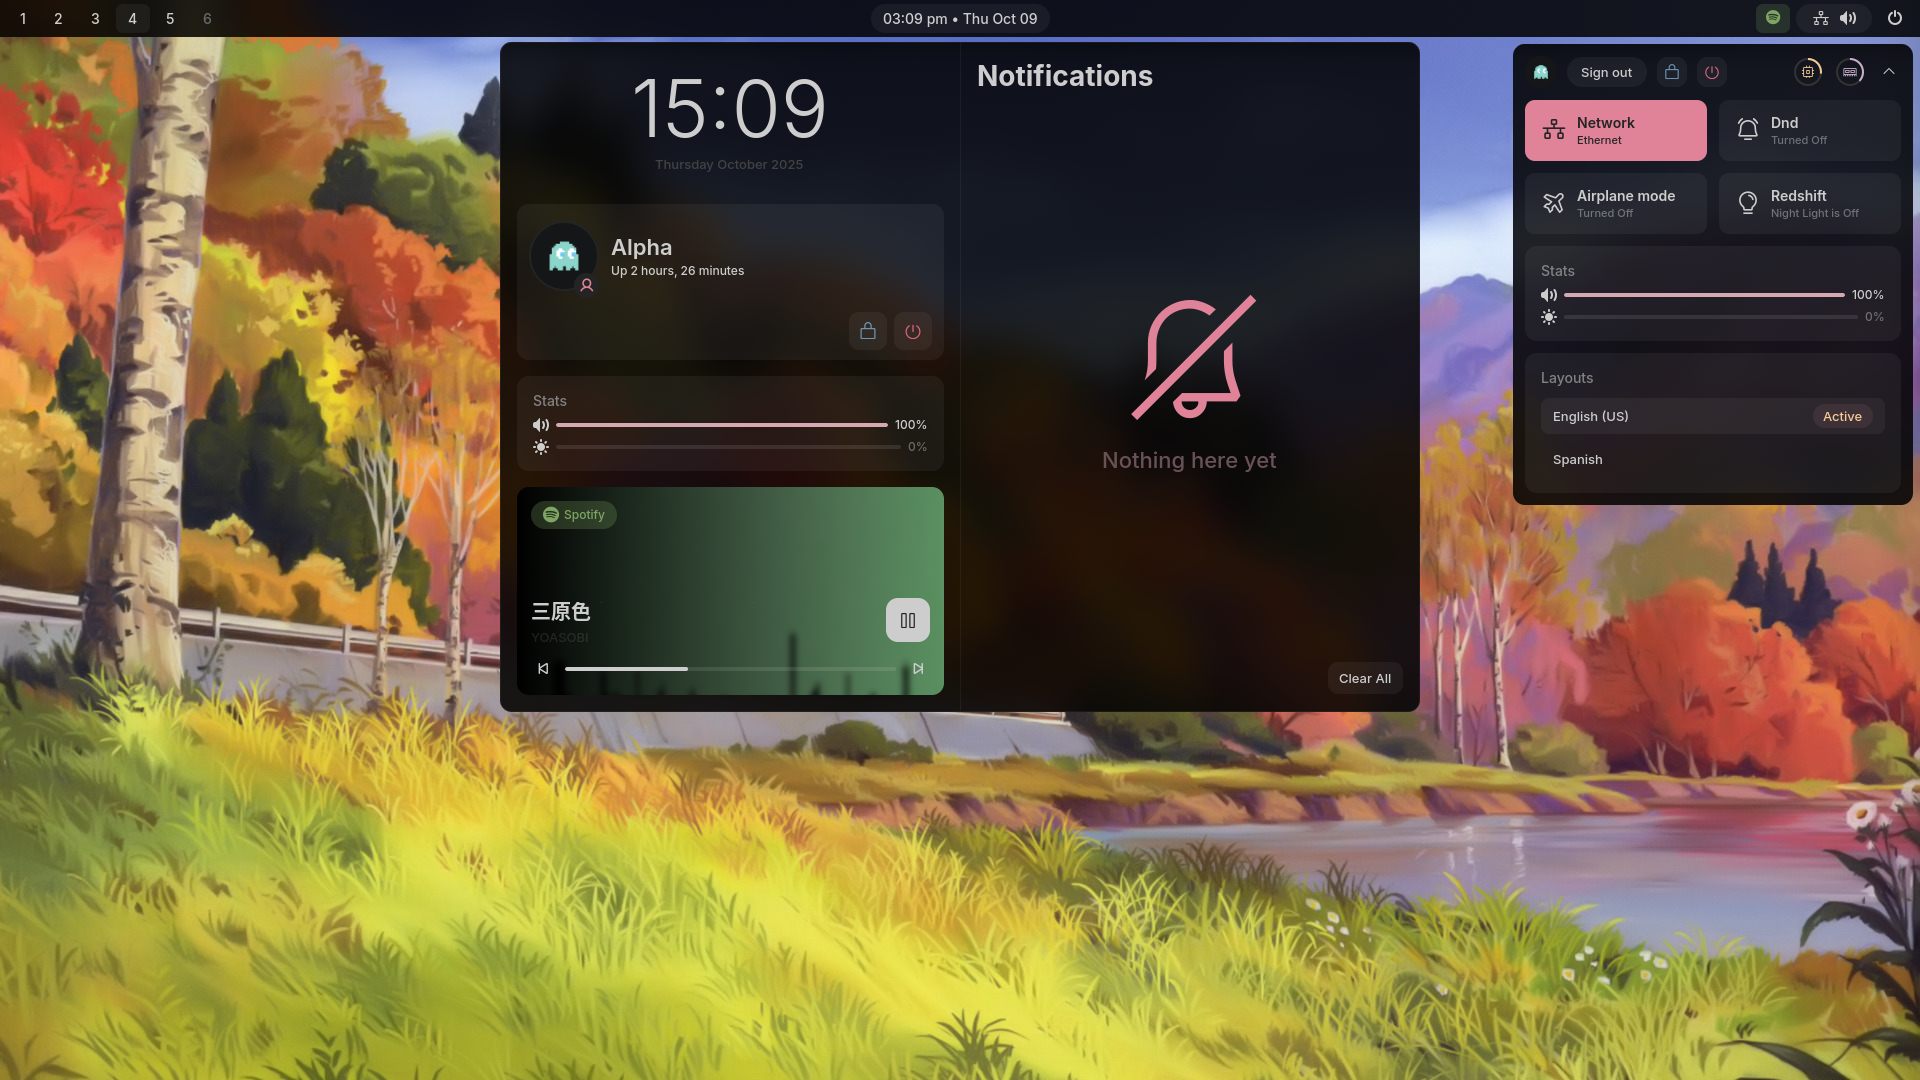 1 2 3 4 5 6
03:09 pm • Thu Oct 09
15:09
Thursday October 2025
Alpha
Up 2 hours, 26 minutes
Stats
100%
0%
Spotify
三原色
YOASOBI
Notifications
Nothing here yet
Clear All
Sign out
Network
Ethernet
Dnd
Turned Off
Airplane mode
Turned Off
Redshift
Night Light is Off
Stats
100%
0%
Layouts
English (US) Active
Spanish